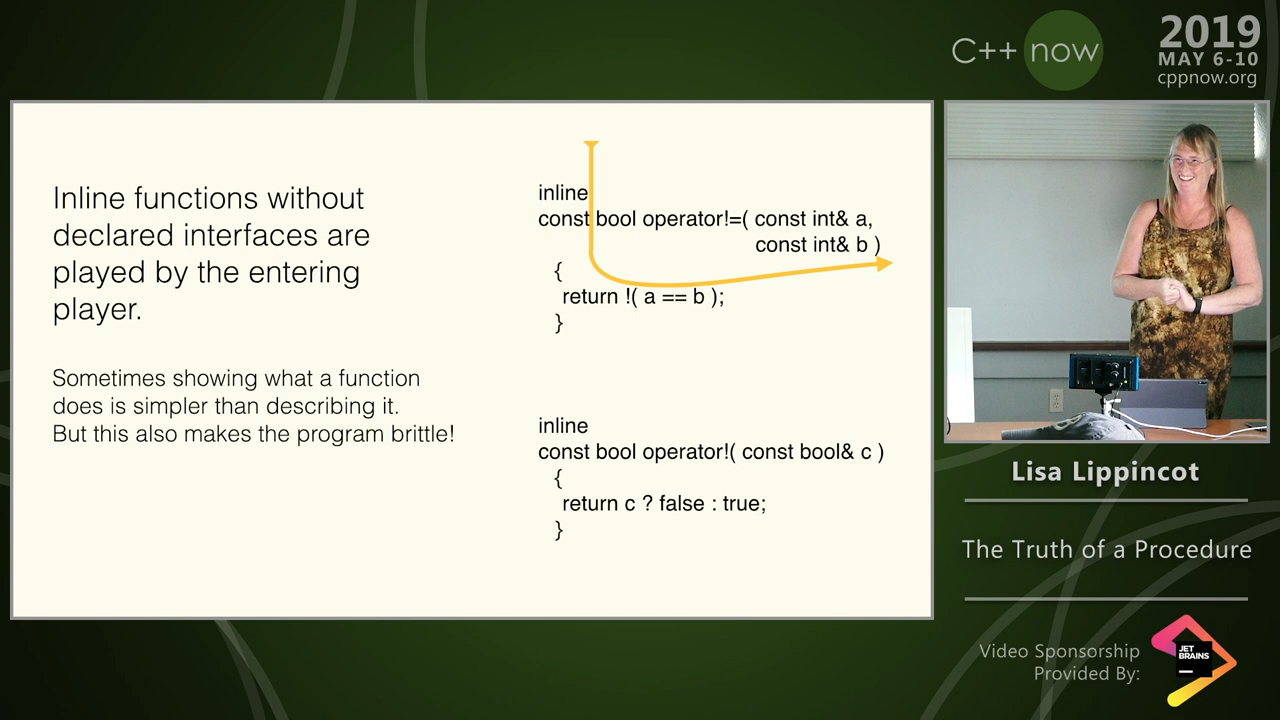 C++ now
2019
MAY 6-10
cppnow.org
Inline functions without
declared interfaces are
played by the entering
player.
Sometimes showing what a function
does is simpler than describing it.
But this also makes the program brittle!
inline
const bool operator!=( const int& a,
const int& b )
{
return !( a == b );
}
inline
const bool operator!( const bool& c )
{
return c ? false : true;
}
Lisa Lippincot
The Truth of a Procedure
Video Sponsorship
Provided By:
JET
BRAINS